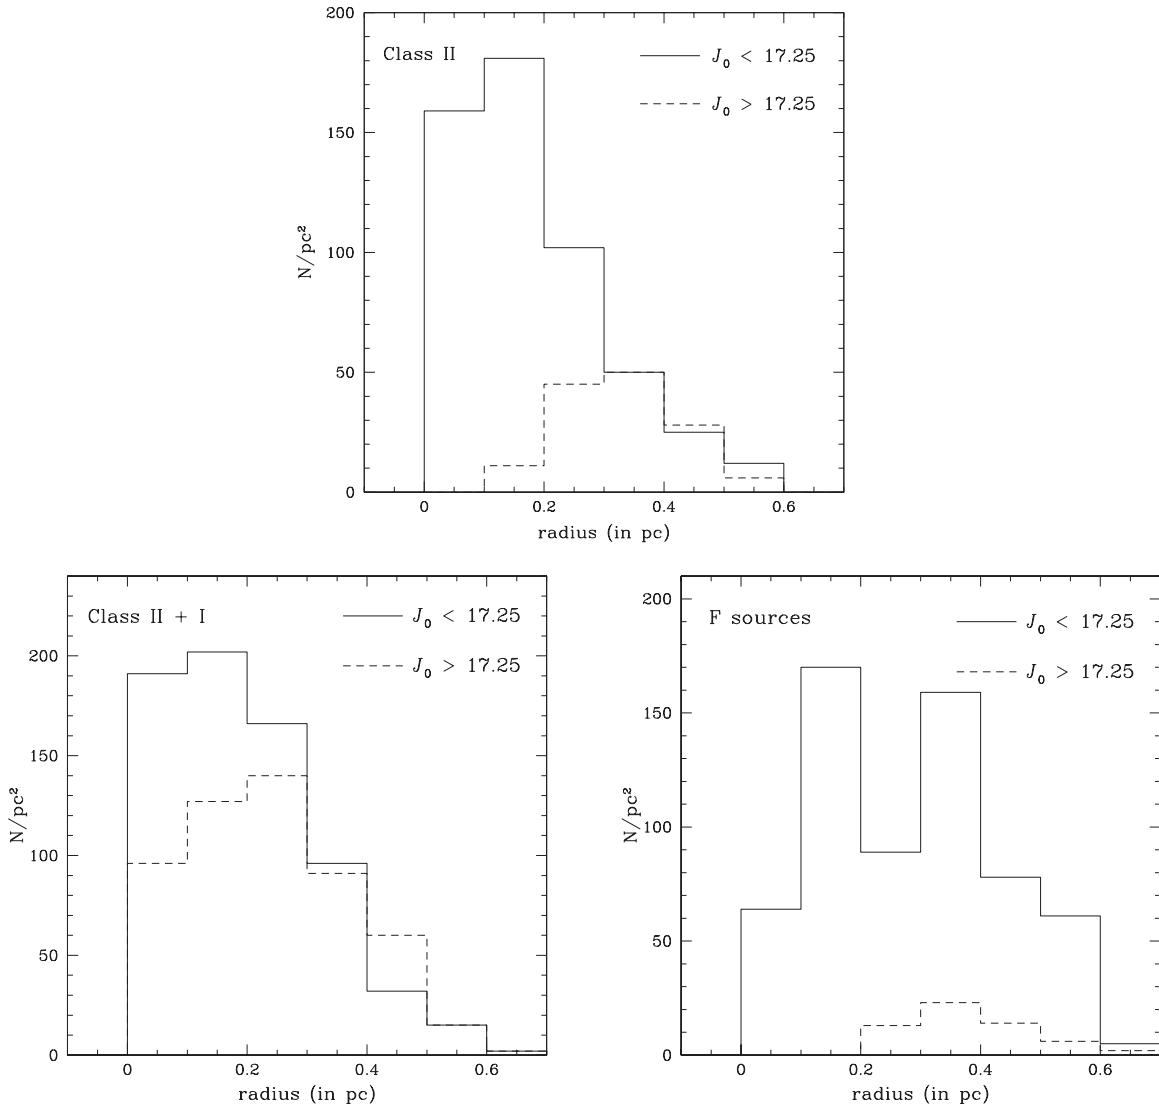 Class II
J₀ < 17.25
J₀ > 17.25
200
150
100
50
0
N/pc²
0 0.2 0.4 0.6
radius (in pc)
Class II + I
J₀ < 17.25
J₀ > 17.25
200
150
100
50
0
N/pc²
0 0.2 0.4 0.6
radius (in pc)
F sources
J₀ < 17.25
J₀ > 17.25
200
150
100
50
0
N/pc²
0 0.2 0.4 0.6
radius (in pc)